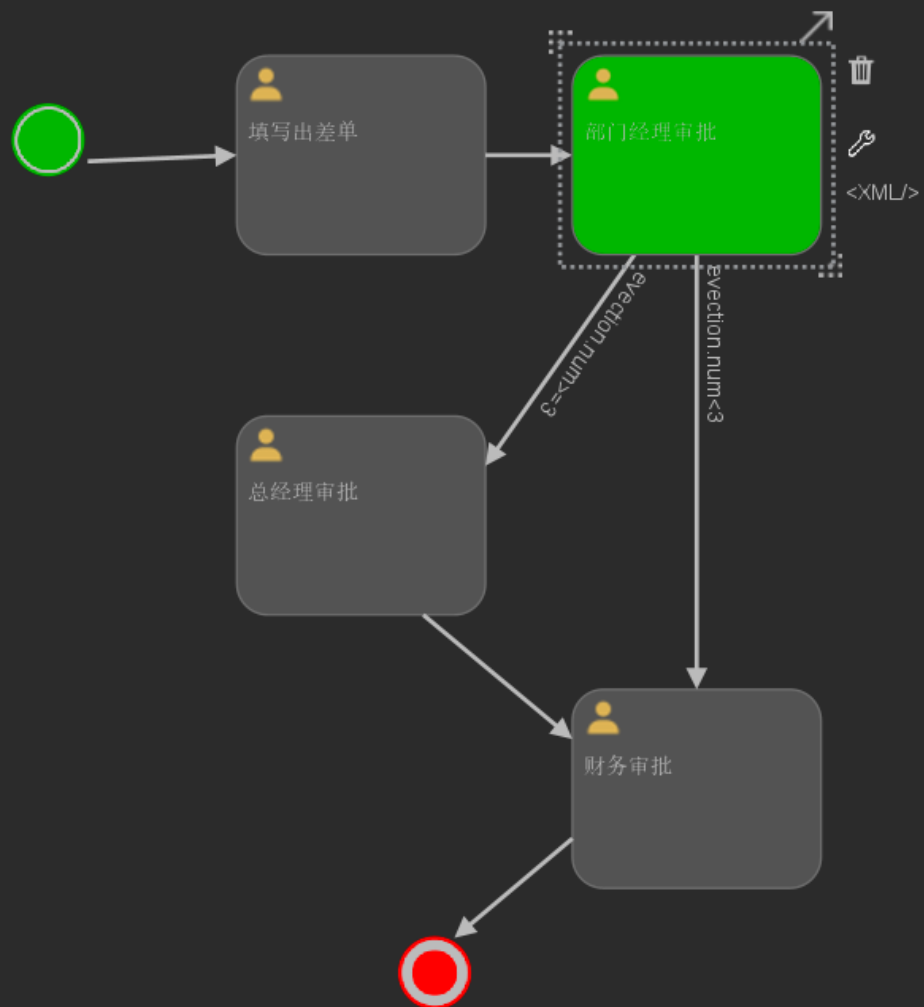 填写出差单
部门经理审批
<XML/>
evection.num>=3
evection.num<3
总经理审批
财务审批